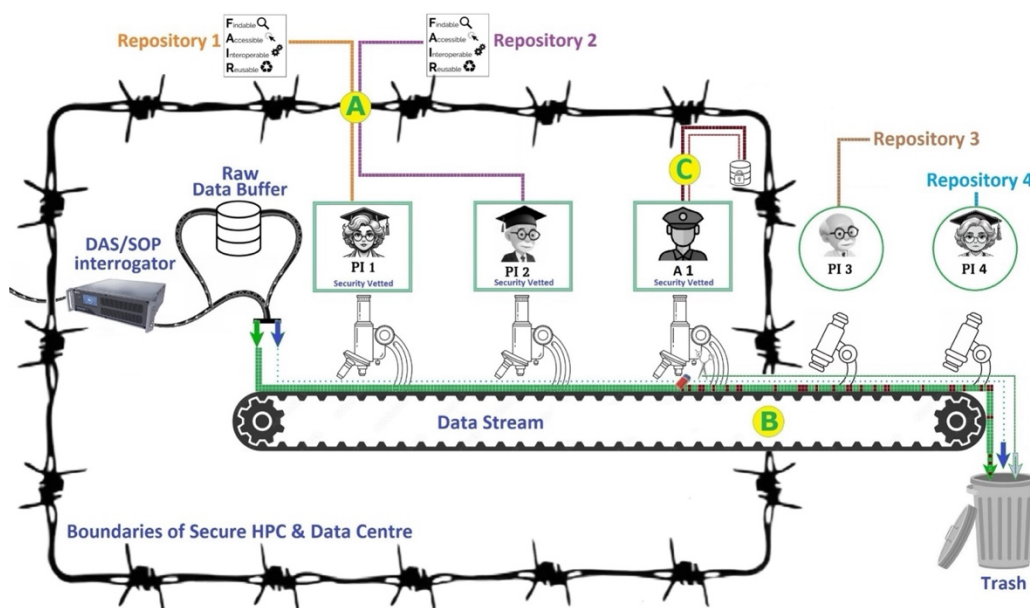 Repository 1
Findable
Accessible
Interoperable
Reusable
Findable
Accessible
Interoperable
Reusable
Repository 2
A
C
Repository 3
Repository 4
Raw
Data Buffer
DAS/SOP
interrogator
PI 1
Security Vetted
PI 2
Security Vetted
A 1
Security Vetted
PI 3
PI 4
Data Stream
B
Boundaries of Secure HPC & Data Centre
Trash